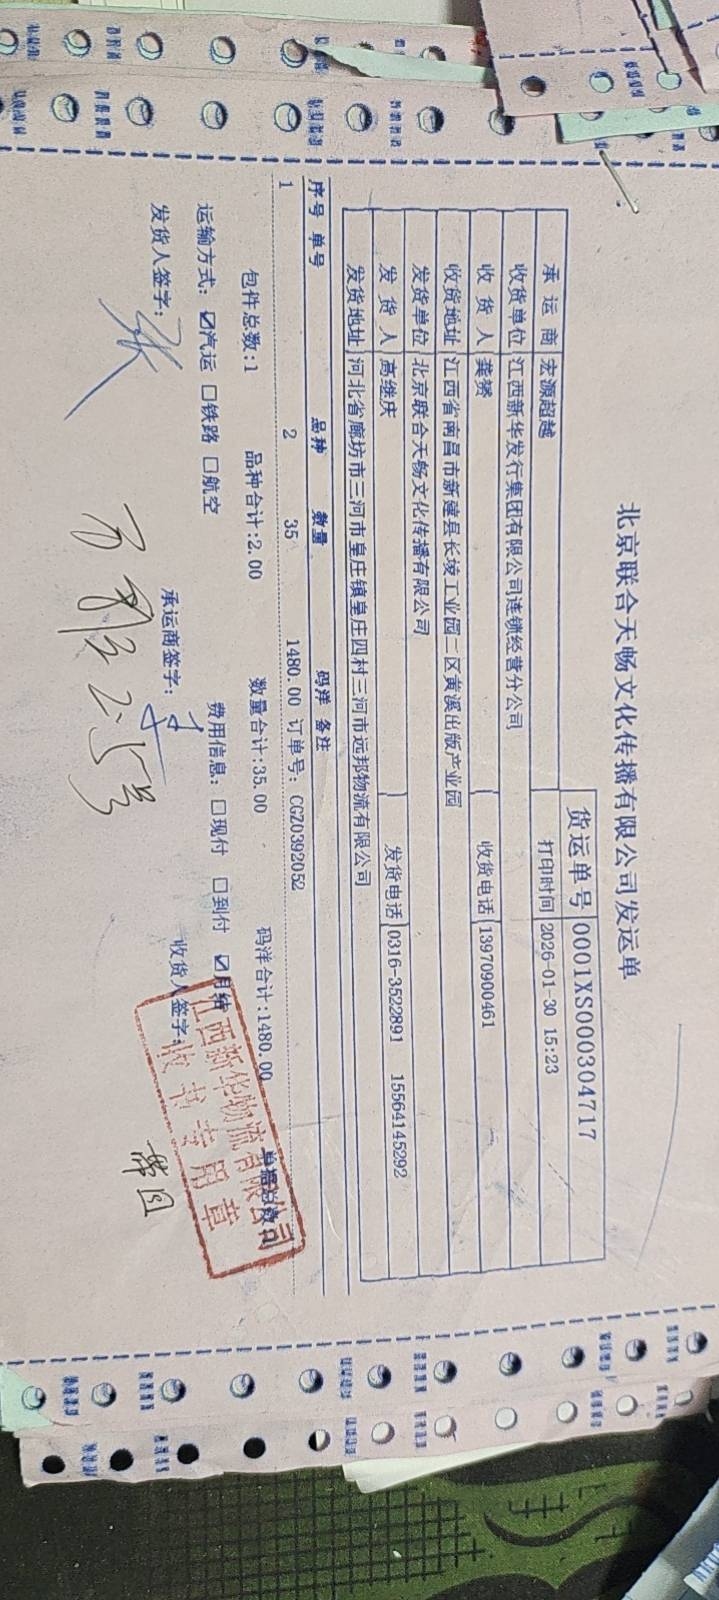 北京联合天畅文化传播有限公司发运单
货运单号 0001XS000304717
承运商 宏源超越 打印时间 2026-01-30 15:23
收货单位 江西新华发行集团有限公司连锁经营分公司
收货人 龚赟 收货电话 13970900461
收货地址 江西省南昌市新建县长堎工业园二区黄溪出版产业园
发货单位 北京联合天畅文化传播有限公司
发货人 高继庆 发货电话 0316-3522891 15564145292
发货地址 河北省廊坊市三河市皇庄镇皇庄四村三河市远邦物流有限公司
序号 单号 品种 数量 码洋 备注
1 2 35 1480.00 订单号: CGZ0392052
包件总数:1 品种合计:2.00 数量合计:35.00 码洋合计:1480.00
运输方式: ☑汽运 □铁路 □航空 费用信息: □现付 □到付 ☑月结
发货人签字: 承运商签字: 收货人签字:
江西新华物流有限公司
收书专用章